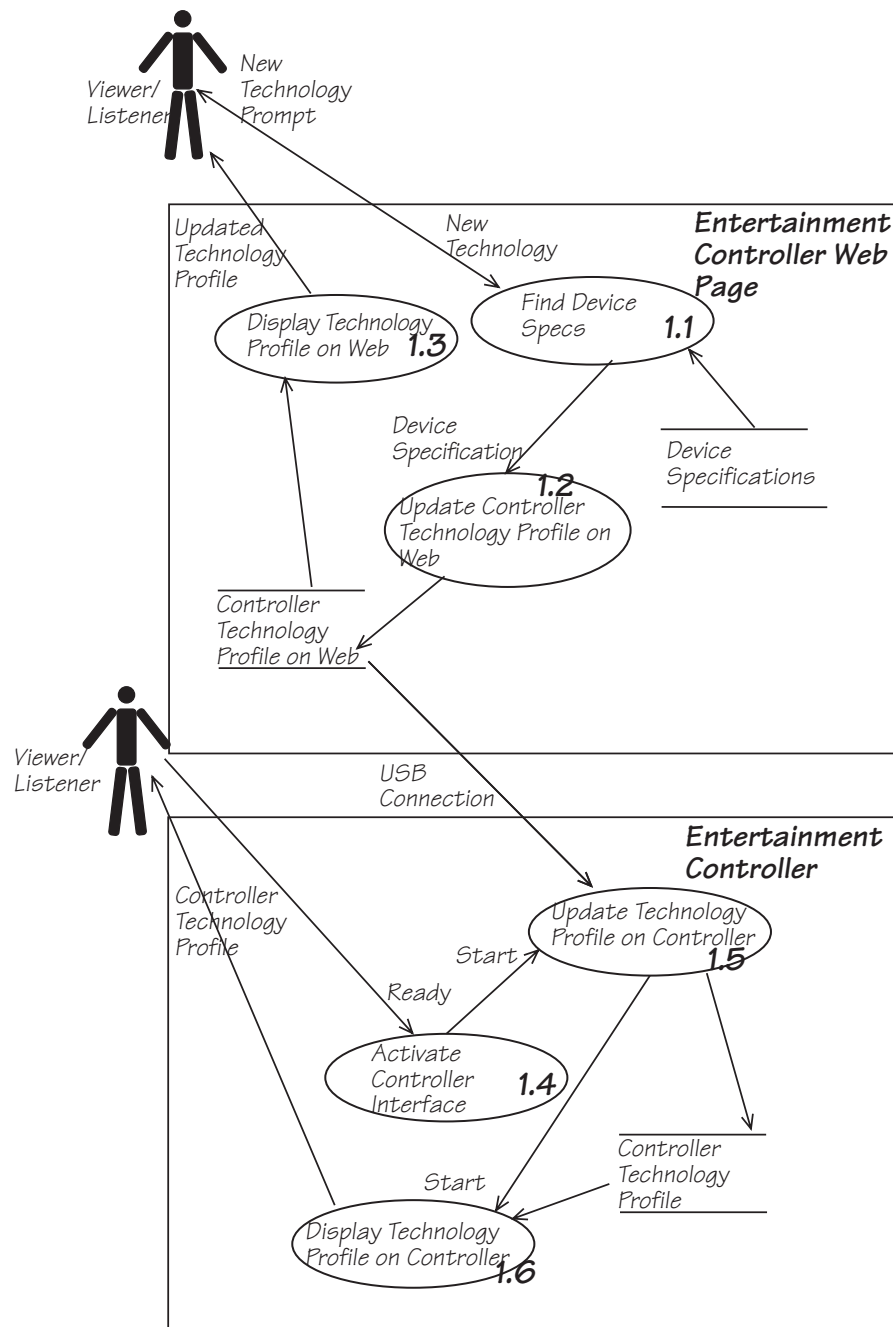 Viewer/
Listener
New
Technology
Prompt
Updated
Technology
Profile
New
Technology
Entertainment
Controller Web
Page
Find Device
Specs
1.1
Display Technology
Profile on Web
1.3
Device
Specification
Device
Specifications
1.2
Update Controller
Technology Profile on
Web
Controller
Technology
Profile on Web
Viewer/
Listener
USB
Connection
Entertainment
Controller
Controller
Technology
Profile
Update Technology
Profile on Controller
1.5
Start
Ready
Activate
Controller
Interface
1.4
Controller
Technology
Profile
Start
Display Technology
Profile on Controller
1.6